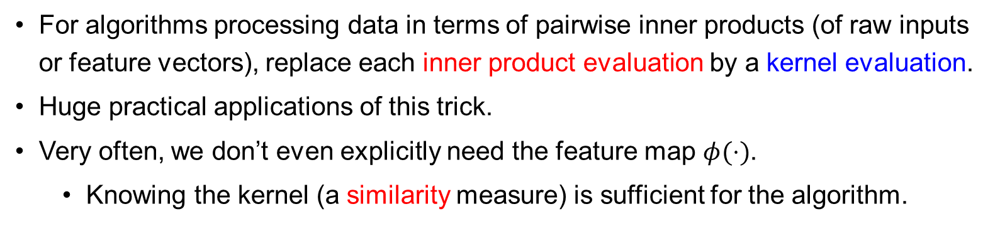 • For algorithms processing data in terms of pairwise inner products (of raw inputs
or feature vectors), replace each inner product evaluation by a kernel evaluation.
• Huge practical applications of this trick.
• Very often, we don’t even explicitly need the feature map ϕ(·).
• Knowing the kernel (a similarity measure) is sufficient for the algorithm.